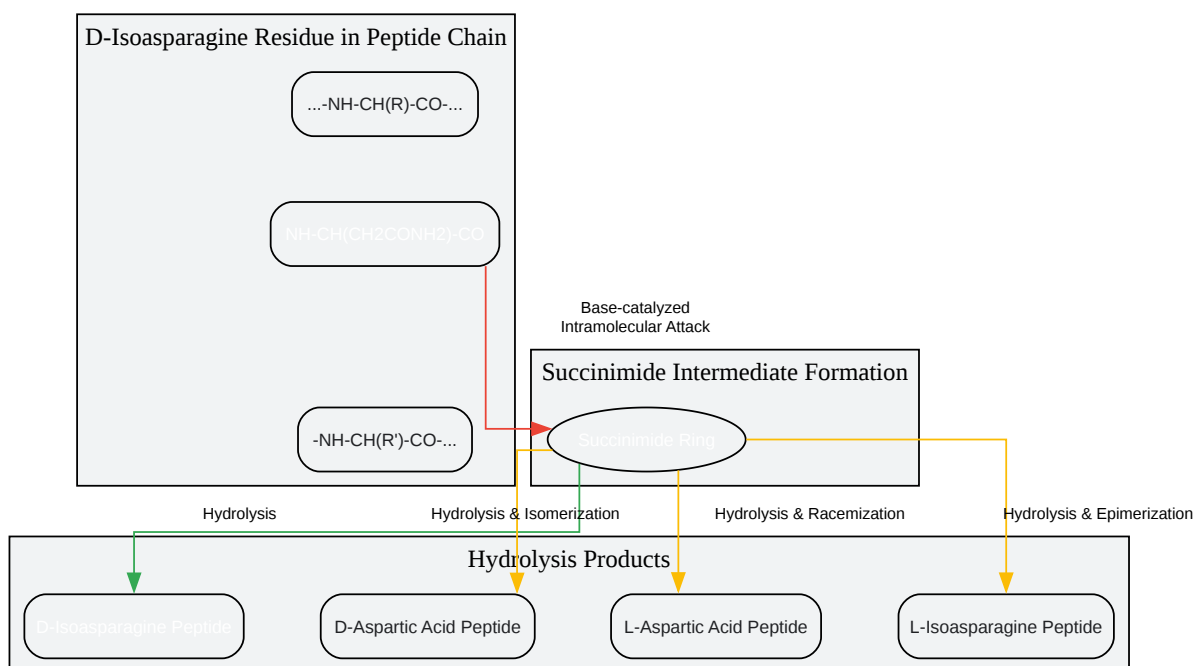 D-Isoasparagine Residue in Peptide Chain
...-NH-CH(R)-CO-...
NH-CH(CH2CONH2)-CO
Base-catalyzed
Intramolecular Attack
Succinimide Intermediate Formation
Succinimide Ring
-NH-CH(R')-CO-...
Hydrolysis
Hydrolysis & Isomerization
Hydrolysis & Racemization
Hydrolysis & Epimerization
Hydrolysis Products
D-Isoasparagine Peptide
D-Aspartic Acid Peptide
L-Aspartic Acid Peptide
L-Isoasparagine Peptide